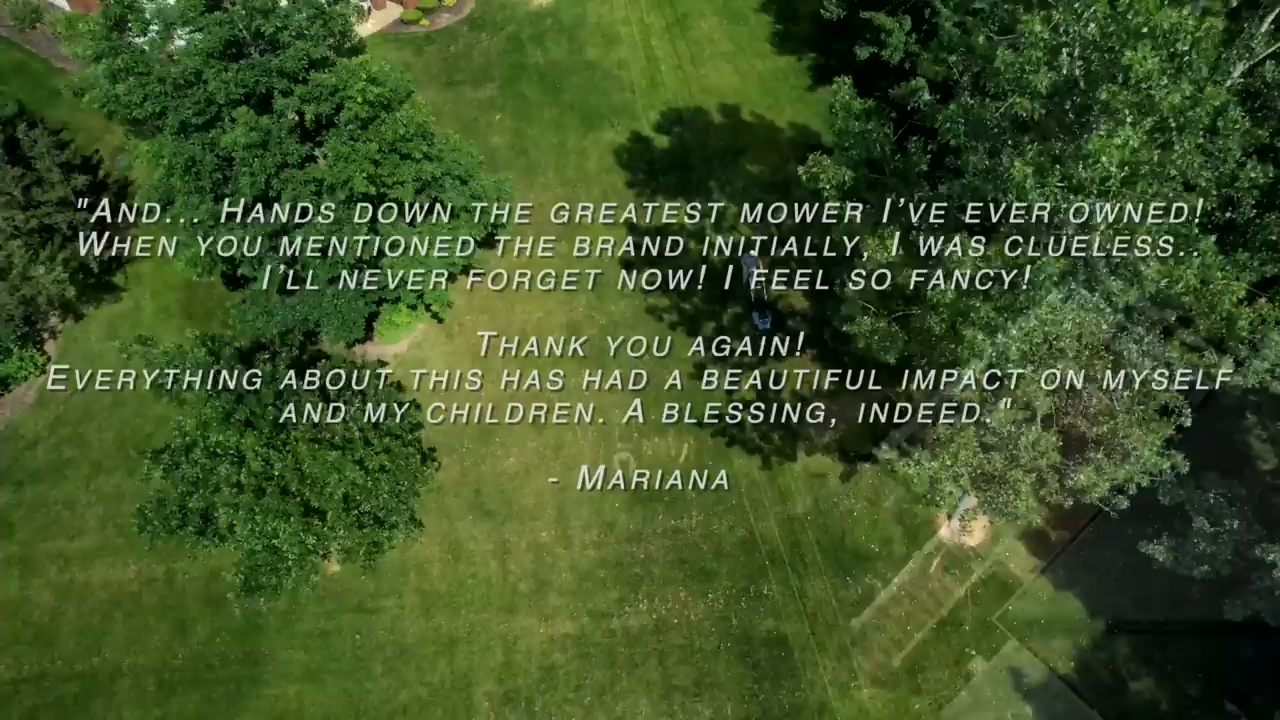 "And... Hands down the greatest mower I've ever owned!
When you mentioned the brand initially, I was clueless..
I'll never forget now! I feel so fancy!
Thank you again!
Everything about this has had a beautiful impact on myself
and my children. A blessing, indeed."
- Mariana